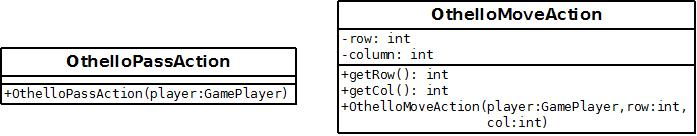 OthelloPassAction
+OthelloPassAction(player:GamePlayer)
OthelloMoveAction
-row: int
-column: int
+getRow(): int
+getCol(): int
+OthelloMoveAction(player:GamePlayer,row:int,
col:int)